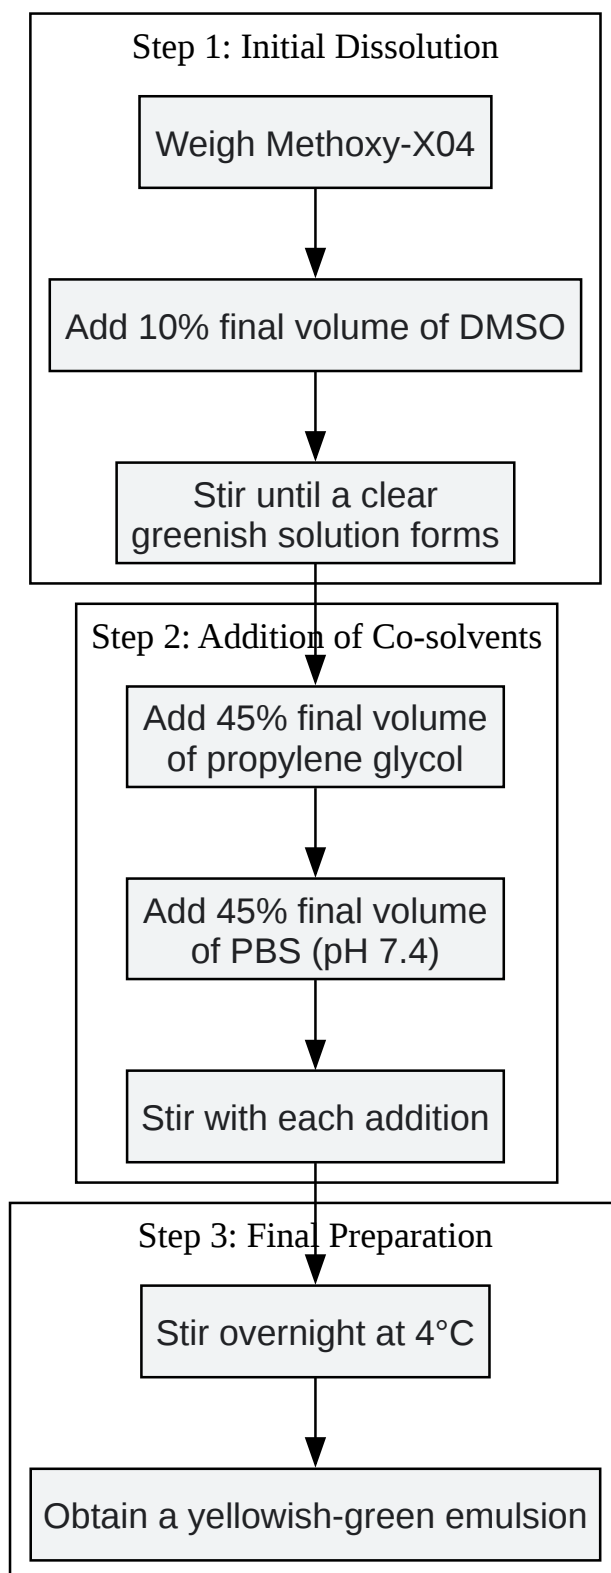 Step 1: Initial Dissolution
Weigh Methoxy-X04
Add 10% final volume of DMSO
Stir until a clear
greenish solution forms
Step 2: Addition of Co-solvents
Add 45% final volume
of propylene glycol
Add 45% final volume
of PBS (pH 7.4)
Stir with each addition
Step 3: Final Preparation
Stir overnight at 4°C
Obtain a yellowish-green emulsion